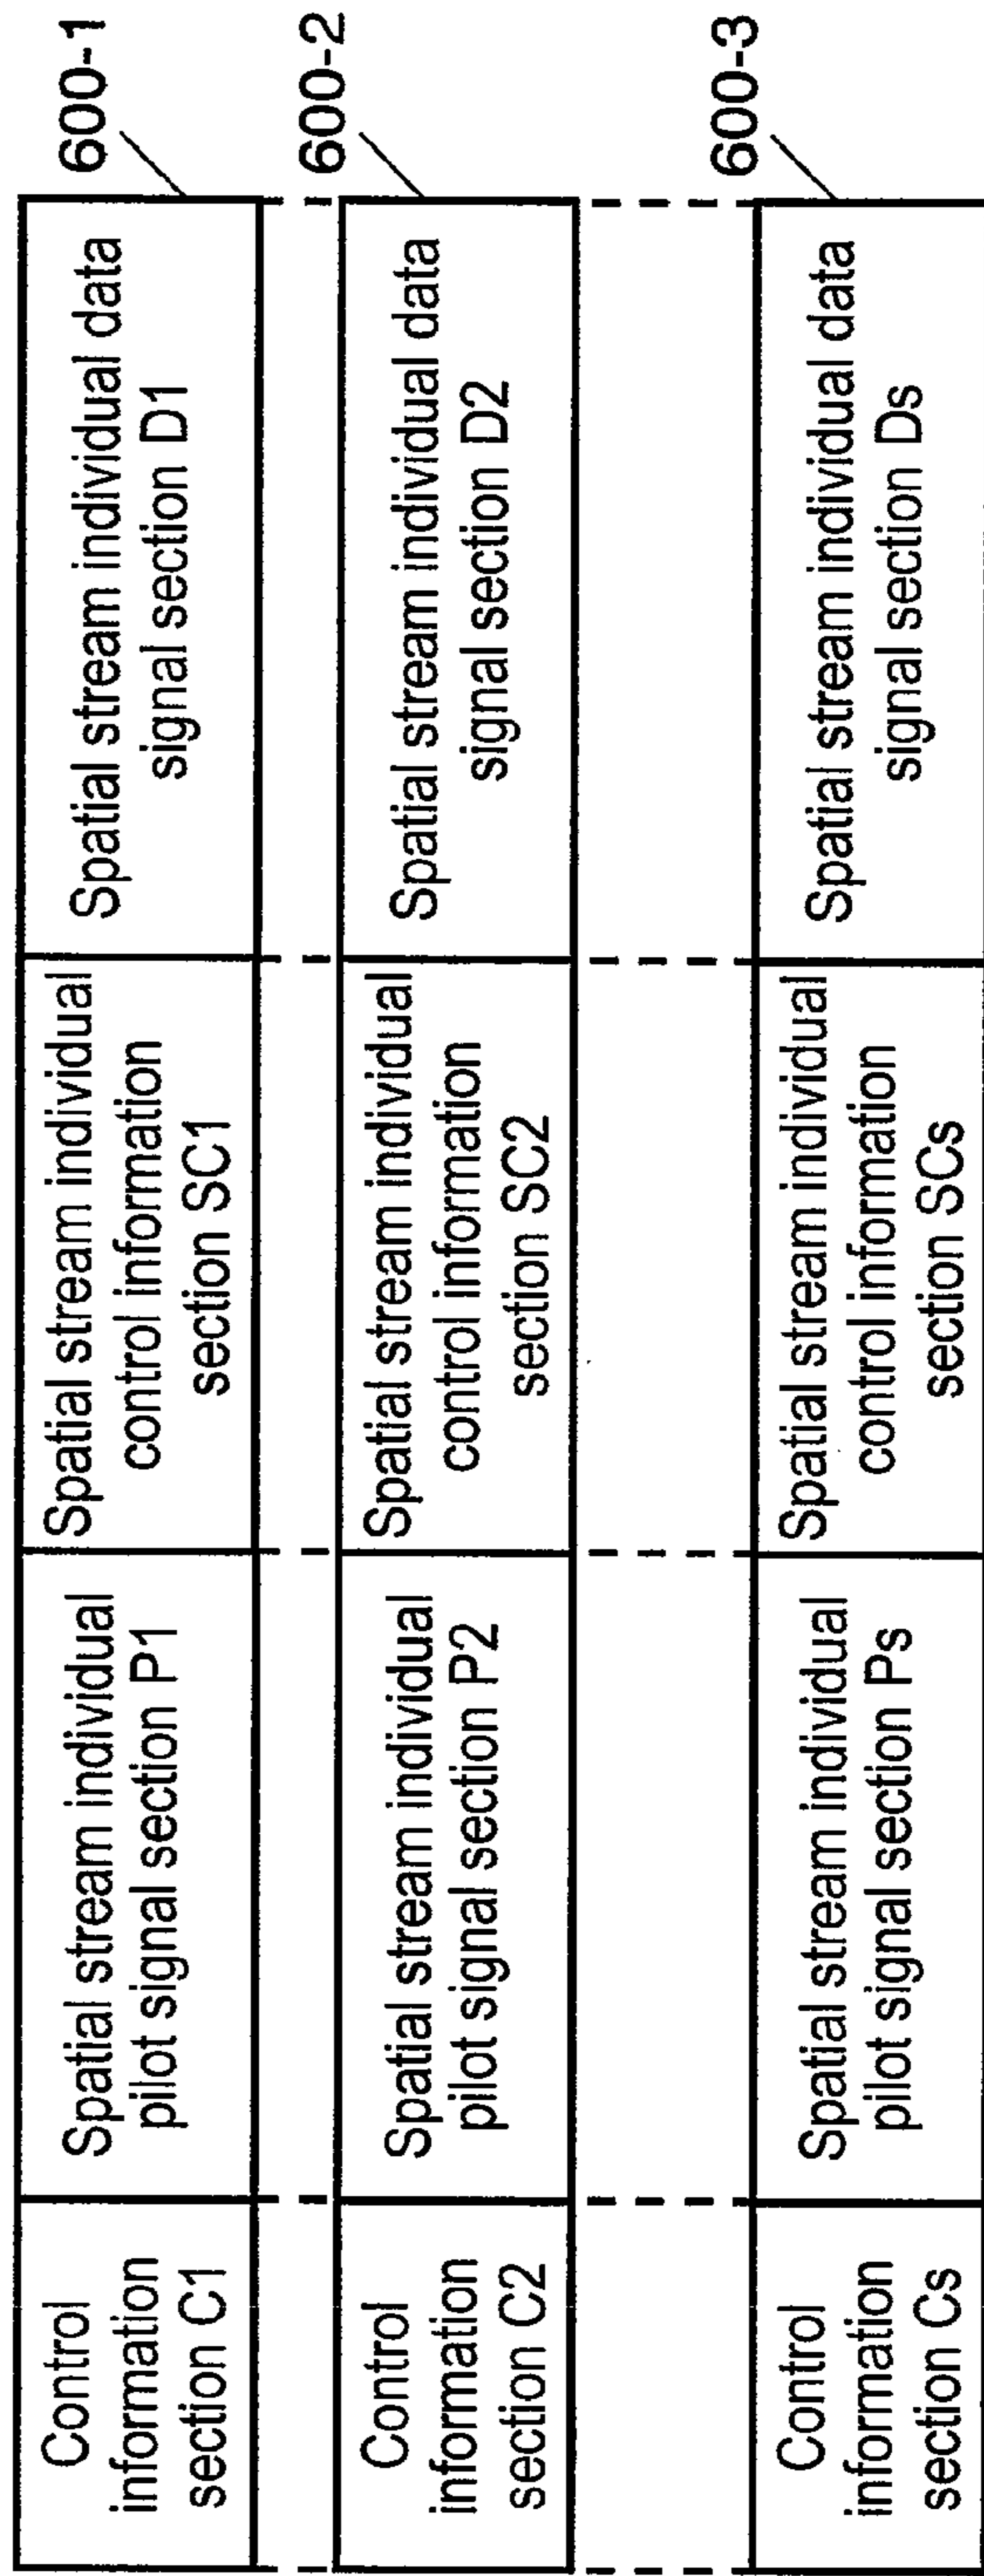 Control
information
section C1
Spatial stream individual
pilot signal section P1
Spatial stream individual
control information
section SC1
Spatial stream individual data
signal section D1
600-1
Control
information
section C2
Spatial stream individual
pilot signal section P2
Spatial stream individual
control information
section SC2
Spatial stream individual data
signal section D2
600-2
Control
information
section Cs
Spatial stream individual
pilot signal section Ps
Spatial stream individual
control information
section SCs
Spatial stream individual data
signal section Ds
600-3